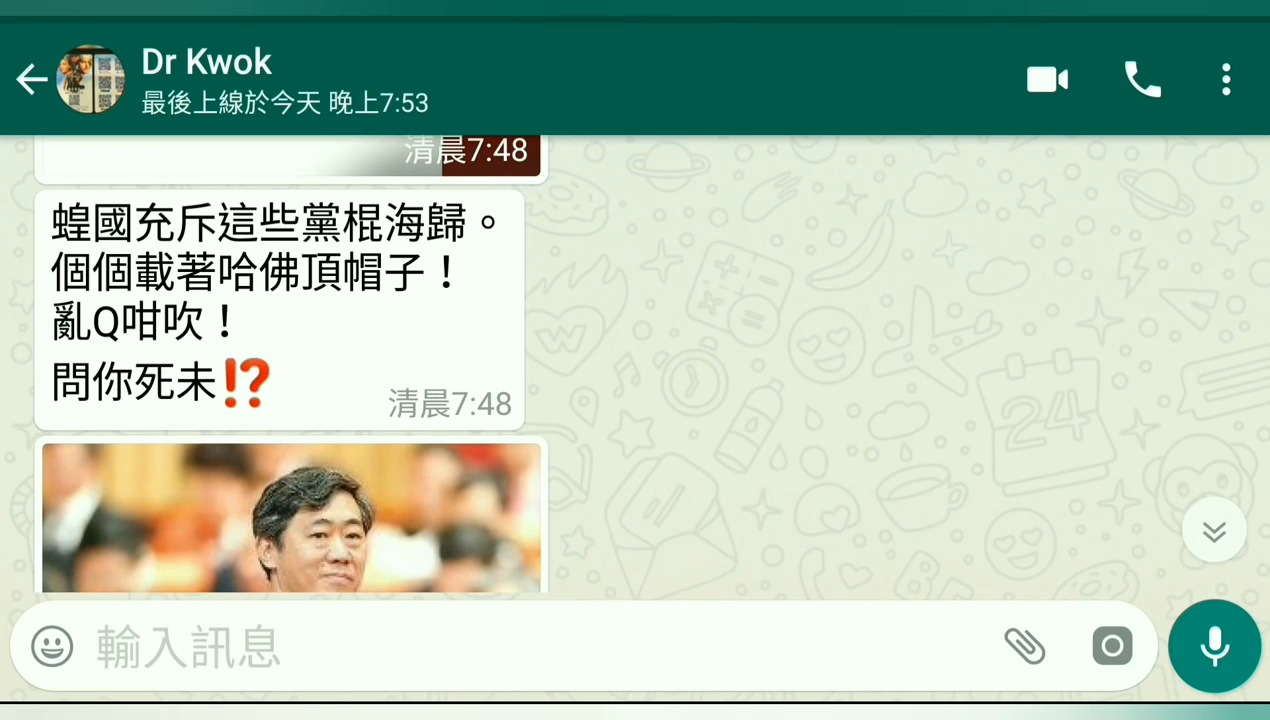 Dr Kwok
最後上線於今天 晚上7:53
清晨7:48
蝗國充斥這些黨棍海歸。
個個載著哈佛頂帽子！
亂Q咁吹！
問你死未⁉️
清晨7:48
24
輸入訊息